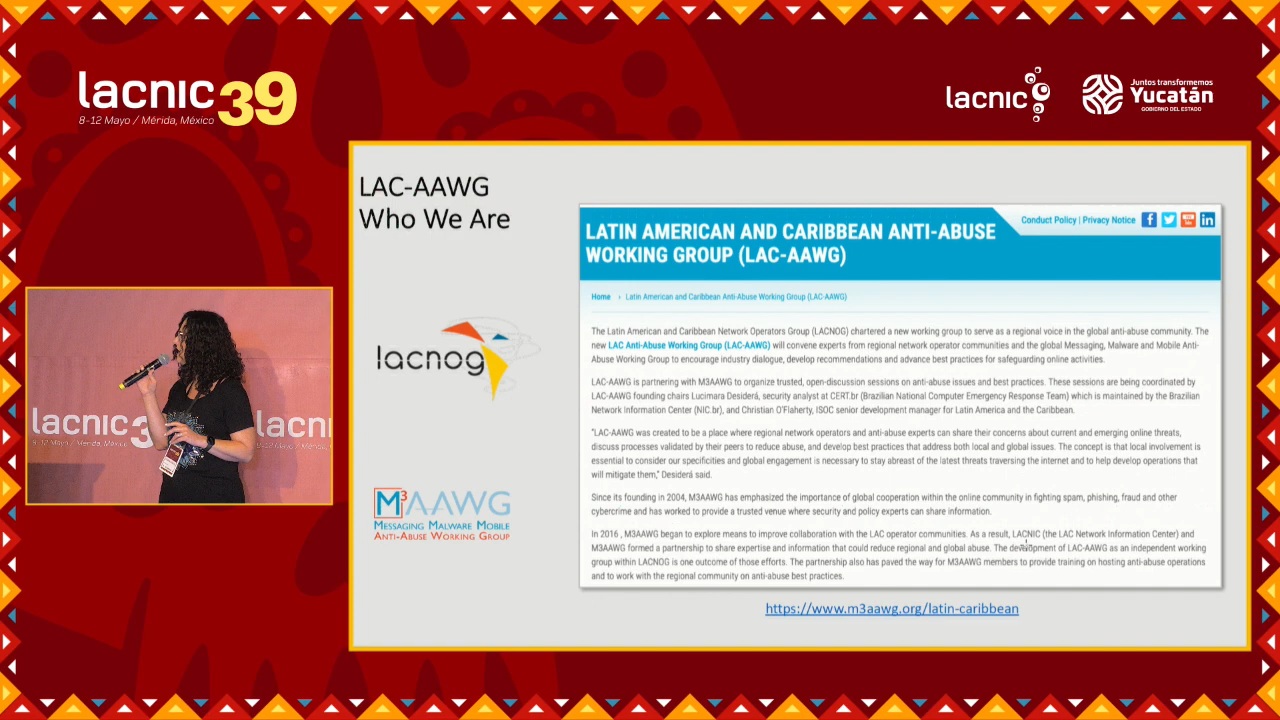 lacnic 39
8-12 Mayo / Mérida, México
lacnic
Juntos transformemos
Yucatán
GOBIERNO DEL ESTADO
LAC-AAWG
Who We Are
lacnog
M3AAWG
MESSAGING MALWARE MOBILE
ANTI-ABUSE WORKING GROUP
Conduct Policy | Privacy Notice
LATIN AMERICAN AND CARIBBEAN ANTI-ABUSE
WORKING GROUP (LAC-AAWG)
Home › Latin American and Caribbean Anti-Abuse Working Group (LAC-AAWG)
The Latin American and Caribbean Network Operators Group (LACNOG) chartered a new working group to serve as a regional voice in the global anti-abuse community. The
new LAC Anti-Abuse Working Group (LAC-AAWG) will convene experts from regional network operator communities and the global Messaging, Malware and Mobile Anti-
Abuse Working Group to encourage industry dialogue, develop recommendations and advance best practices for safeguarding online activities.
LAC-AAWG is partnering with M3AAWG to organize trusted, open-discussion sessions on anti-abuse issues and best practices. These sessions are being coordinated by
LAC-AAWG founding chairs Lucimara Desiderá, security analyst at CERT.br (Brazilian National Computer Emergency Response Team) which is maintained by the Brazilian
Network Information Center (NIC.br), and Christian O'Flaherty, ISOC senior development manager for Latin America and the Caribbean.
"LAC-AAWG was created to be a place where regional network operators and anti-abuse experts can share their concerns about current and emerging online threats,
discuss processes validated by their peers to reduce abuse, and develop best practices that address both local and global issues. The concept is that local involvement is
essential to consider our specificities and global engagement is necessary to stay abreast of the latest threats traversing the internet and to help develop operations that
will mitigate them," Desiderá said.
Since its founding in 2004, M3AAWG has emphasized the importance of global cooperation within the online community in fighting spam, phishing, fraud and other
cybercrime and has worked to provide a trusted venue where security and policy experts can share information.
In 2016 , M3AAWG began to explore means to improve collaboration with the LAC operator communities. As a result, LACNIC (the LAC Network Information Center) and
M3AAWG formed a partnership to share expertise and information that could reduce regional and global abuse. The development of LAC-AAWG as an independent working
group within LACNOG is one outcome of those efforts. The partnership also has paved the way for M3AAWG members to provide training on hosting anti-abuse operations
and to work with the regional community on anti-abuse best practices.
https://www.m3aawg.org/latin-caribbean
lacnic 3
8-12 Mayo / Mérida, México
lacni
8-12 Mayo / Mérida,